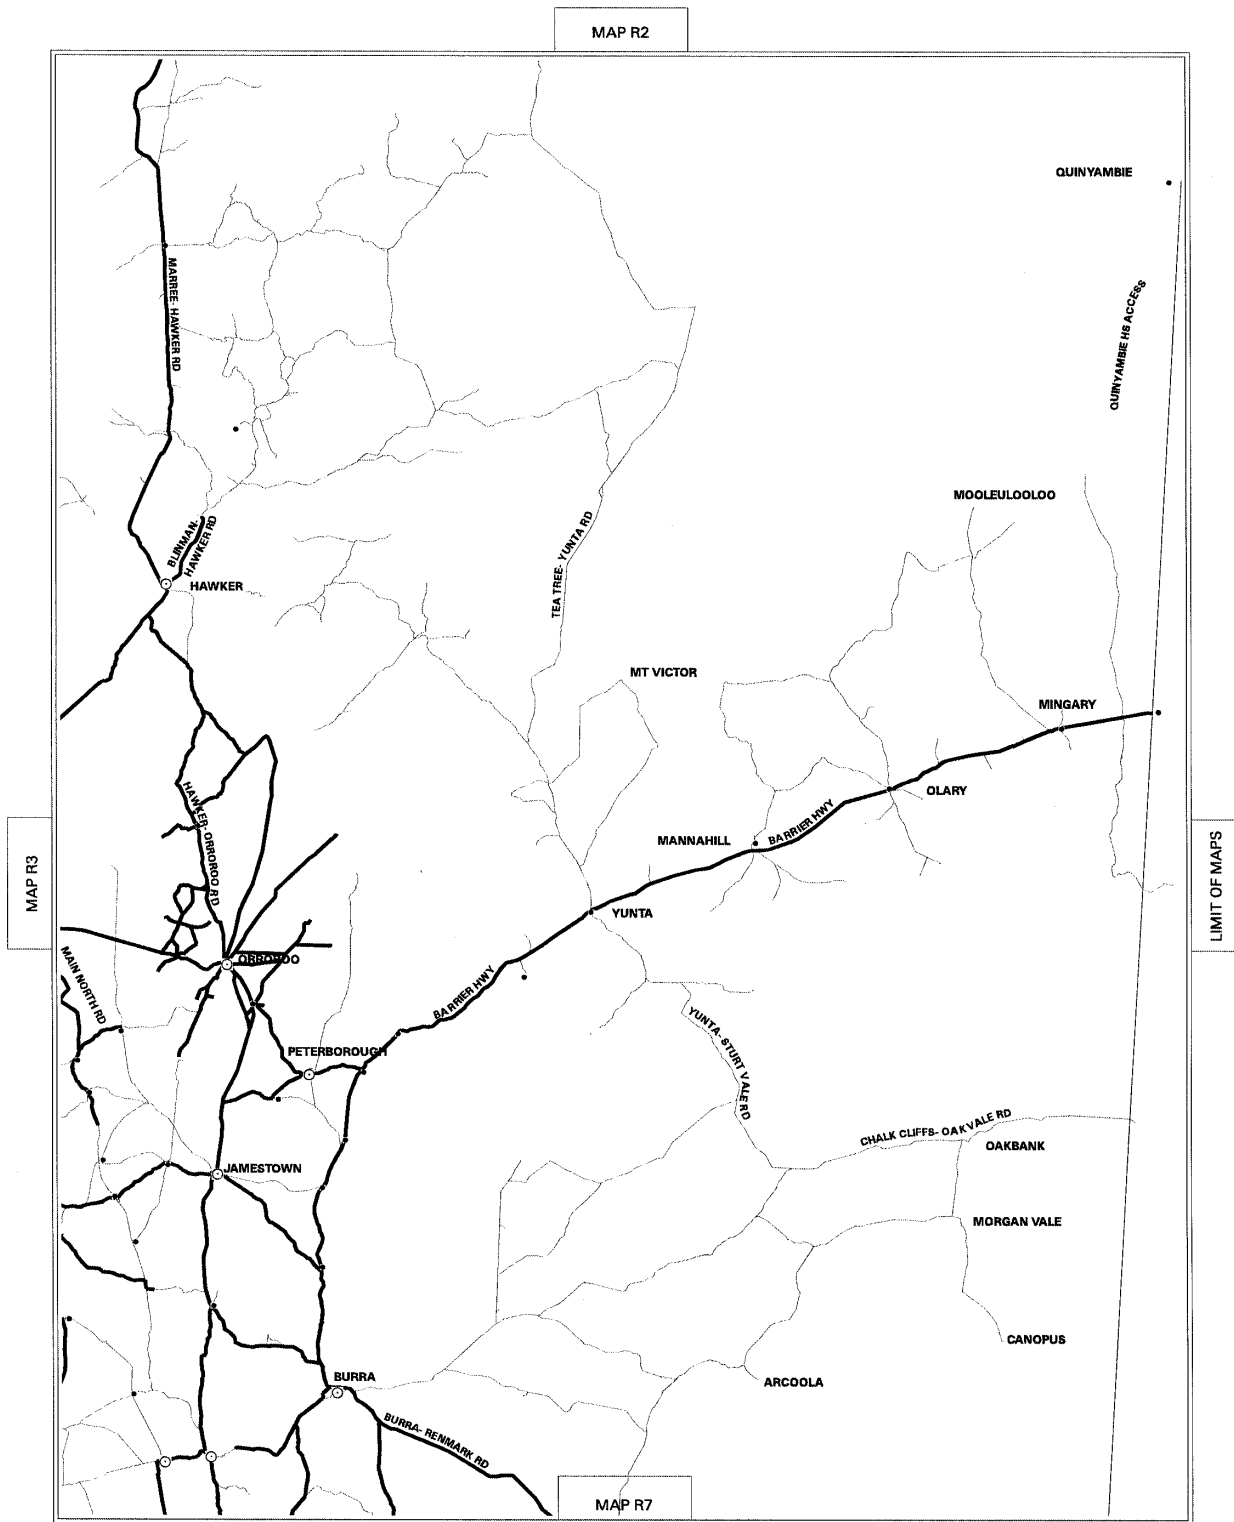 MAP R2
QUINYAMBIE
MARREE- HAWKER RD
QUINYAMBIE HS ACCESS
MOOLEULOOLOO
BLINMAN-
HAWKER RD
TEA TREE- YUNTA RD
HAWKER
MT VICTOR
MINGARY
HAWKER- ORROROO RD
OLARY
BARRIER HWY
MANNAHILL
MAP R3
LIMIT OF MAPS
YUNTA
ORROROO
MAIN NORTH RD
BARRIER HWY
YUNTA- STURT VALE RD
PETERBOROUGH
CHALK CLIFFS- OAKVALE RD
OAKBANK
JAMESTOWN
MORGAN VALE
CANOPUS
BURRA
ARCOOLA
BURRA- RENMARK RD
MAP R7